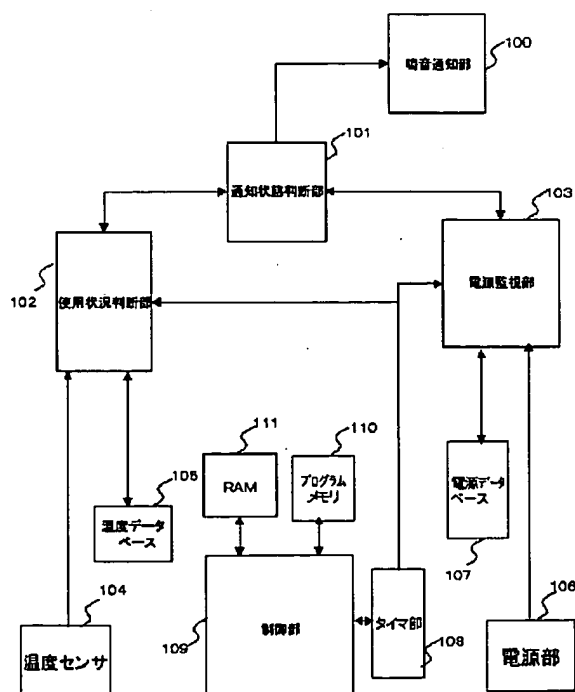 100
鳴音通知部
101
通知状態判断部
103
電源監視部
102
使用状況判断部
111
110
RAM
プログラム
メモリ
105
温度データ
ベース
電源データ
ベース
107
104
温度センサ
109
制御部
タイマ部
108
106
電源部